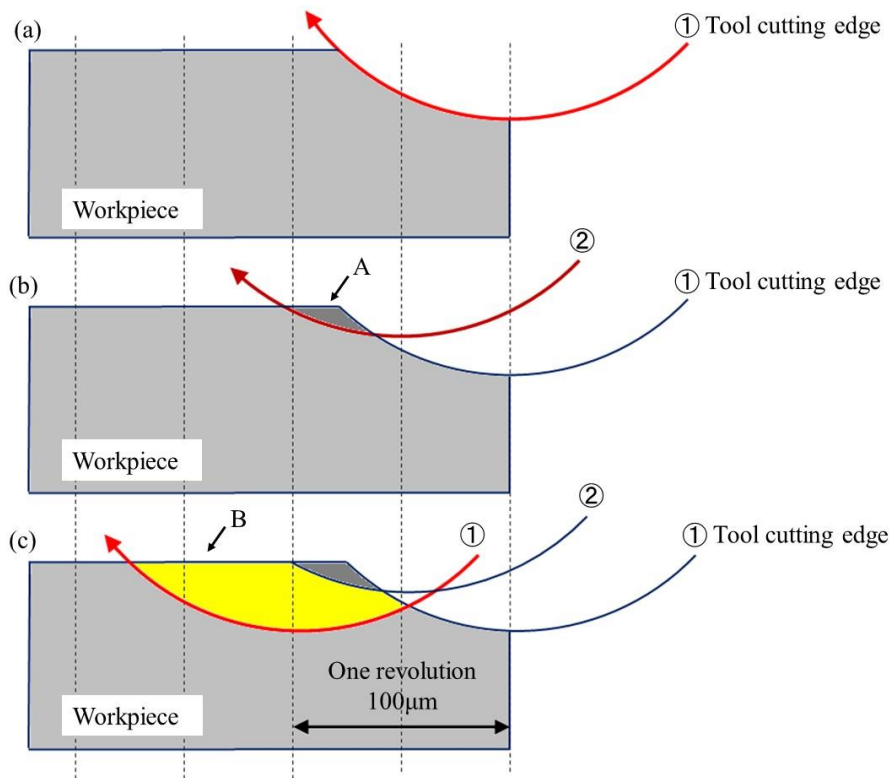 (a)
① Tool cutting edge
Workpiece
②
(b)
A
① Tool cutting edge
Workpiece
②
(c)
B
①
① Tool cutting edge
One revolution
100μm
Workpiece